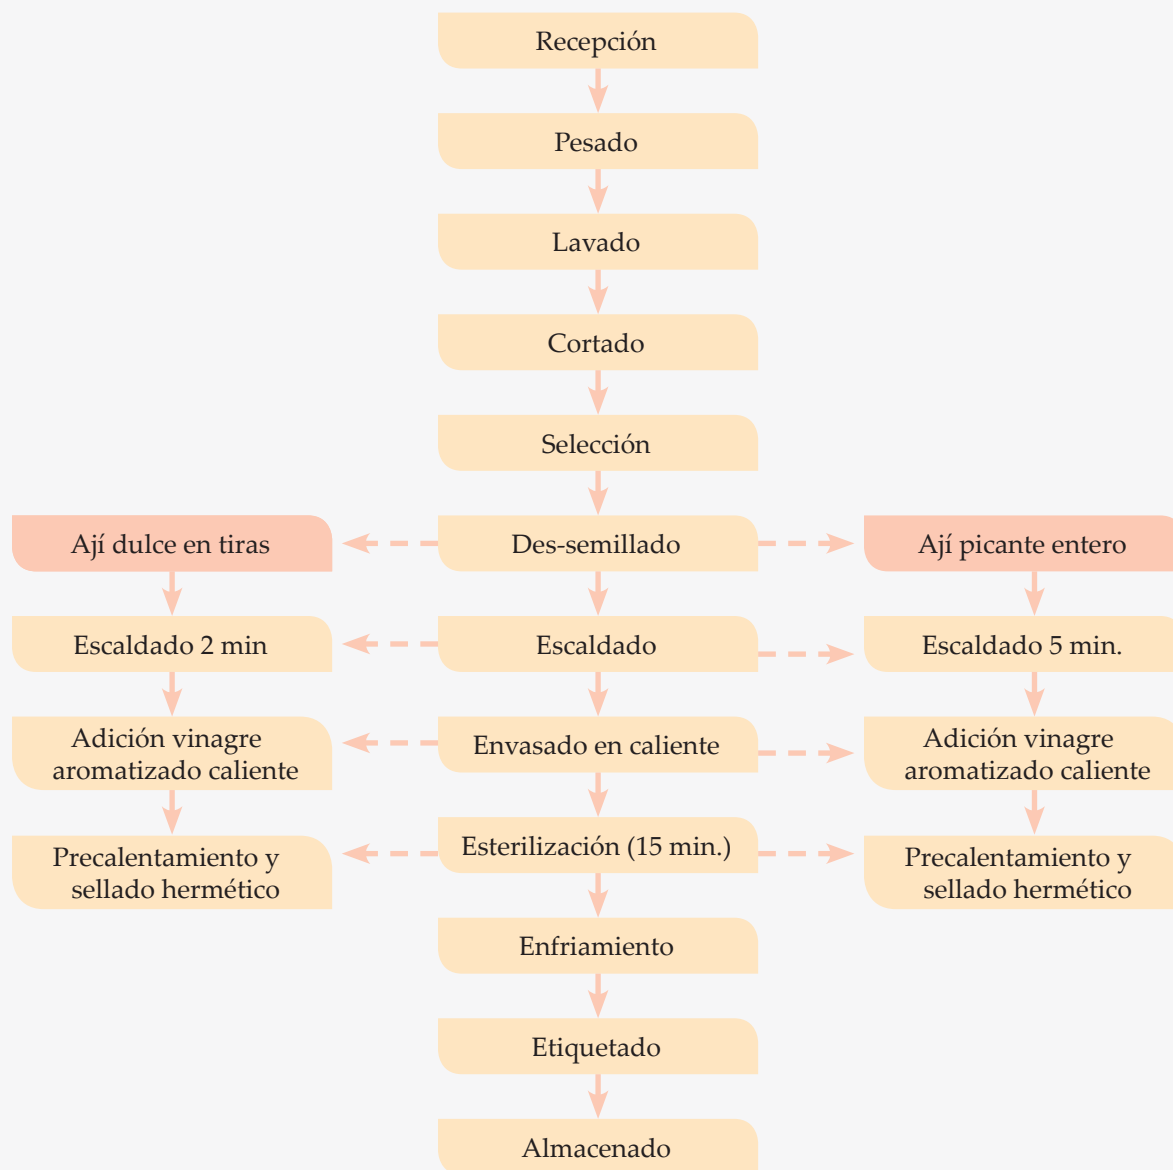 Recepción
Pesado
Lavado
Cortado
Selección
Ají dulce en tiras
Des-semillado
Ají picante entero
Escaldado 2 min
Escaldado
Escaldado 5 min.
Adición vinagre
aromatizado caliente
Envasado en caliente
Adición vinagre
aromatizado caliente
Precalentamiento y
sellado hermético
Esterilización (15 min.)
Precalentamiento y
sellado hermético
Enfriamiento
Etiquetado
Almacenado